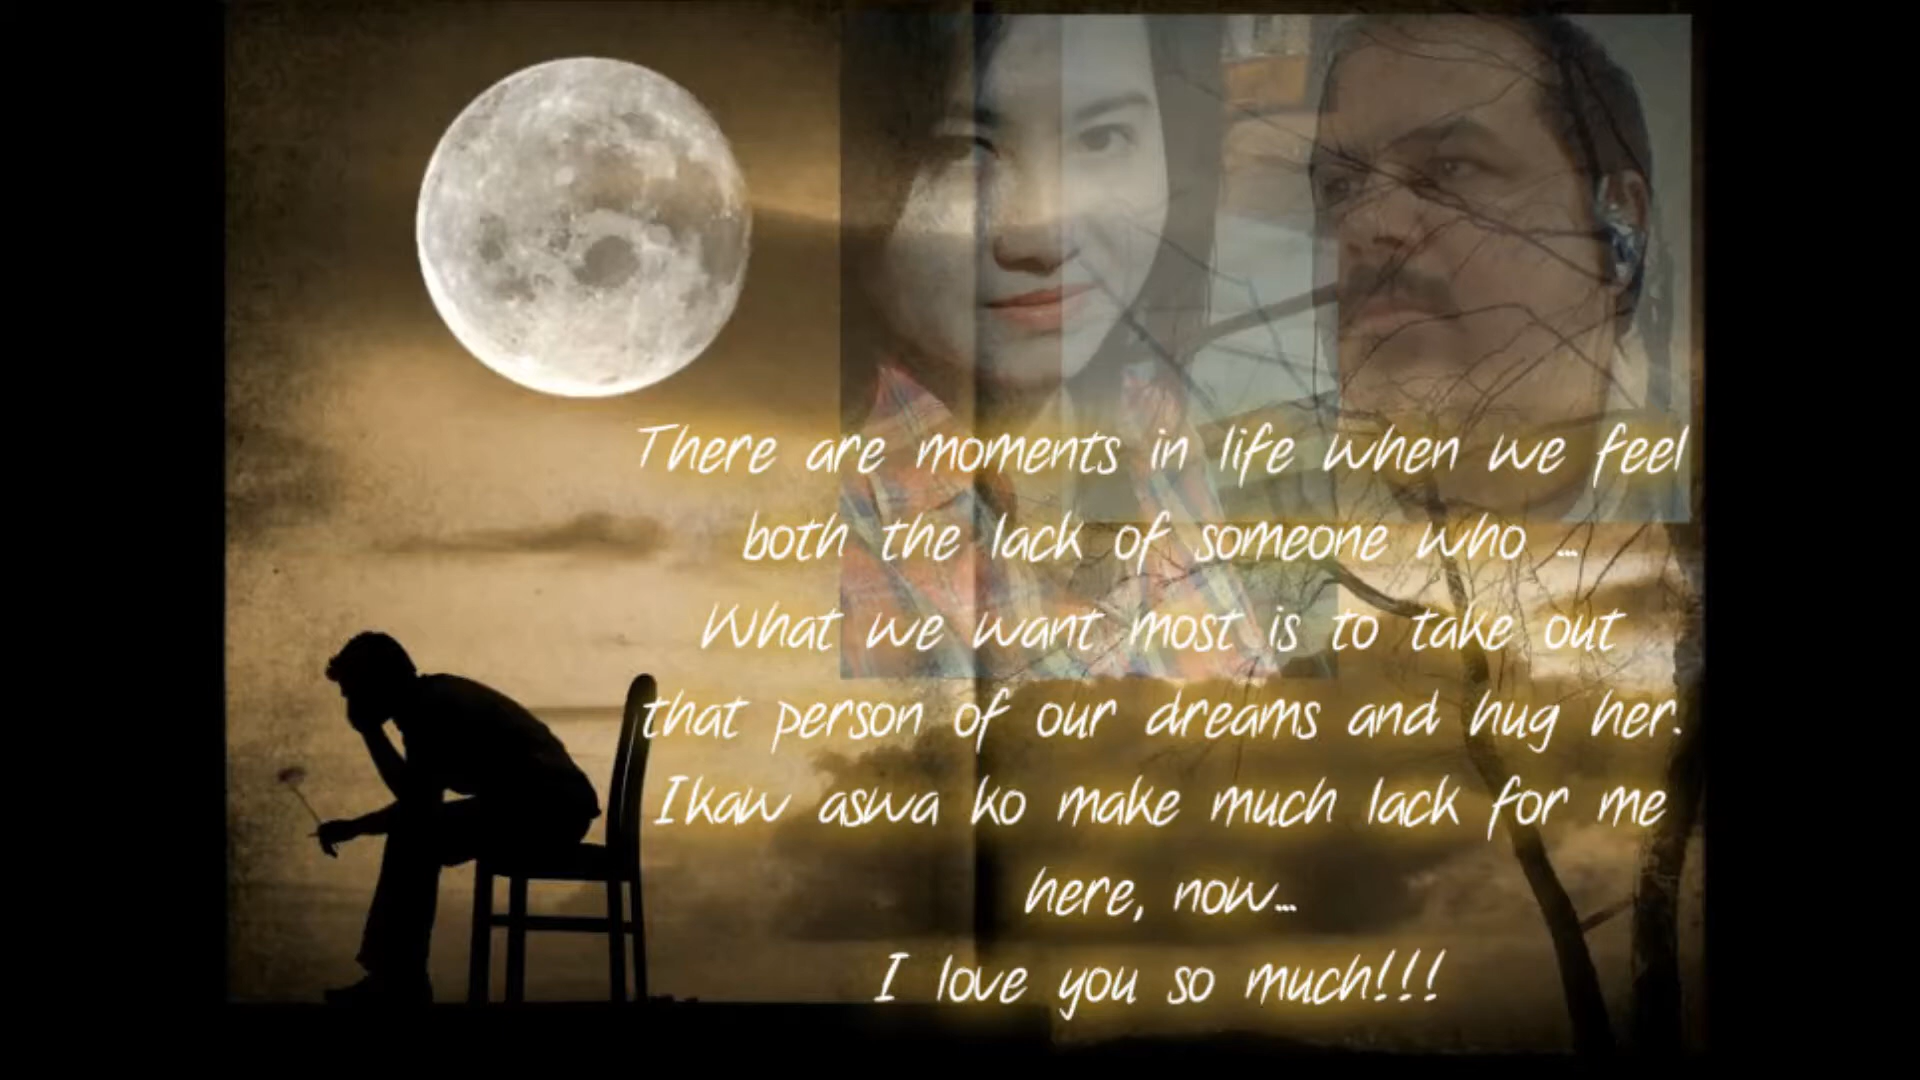 There are moments in life when we feel
both the lack of someone who ...
What we want most is to take out
that person of our dreams and hug her.
Ikaw aswa ko make much lack for me
here, now...
I love you so much!!!